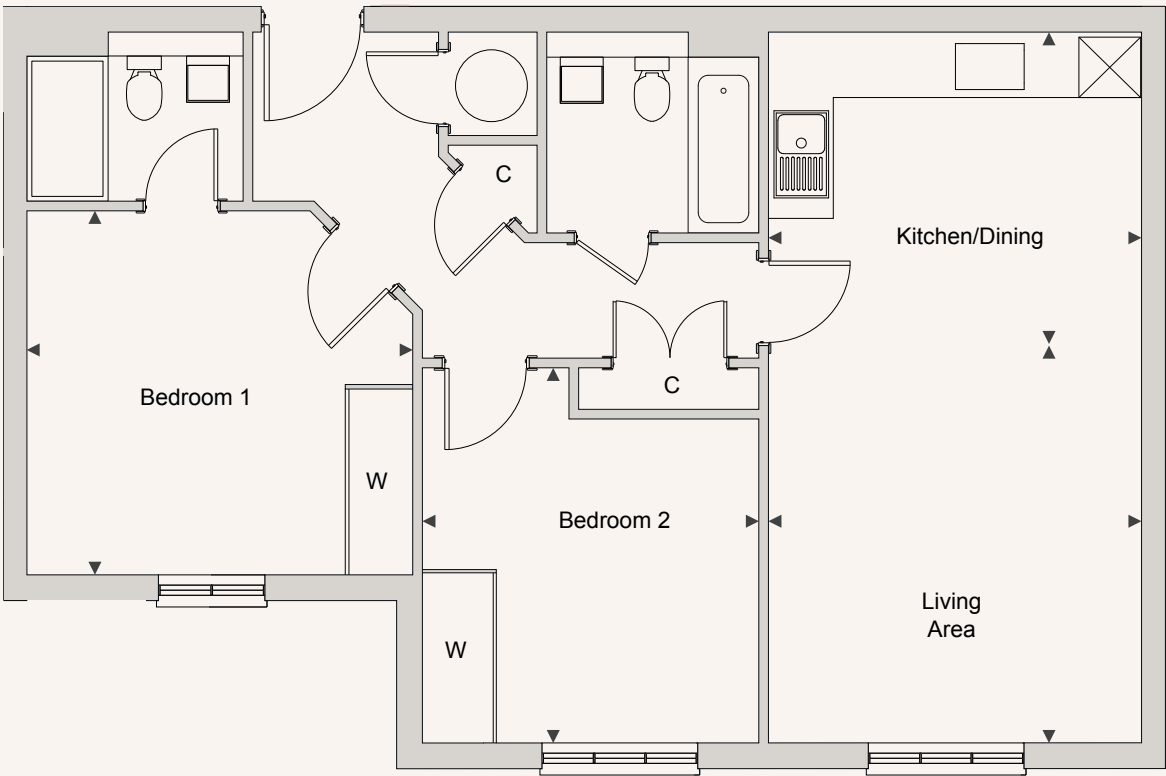 C
Kitchen/Dining
Bedroom 1
C
W
Bedroom 2
Living
Area
W